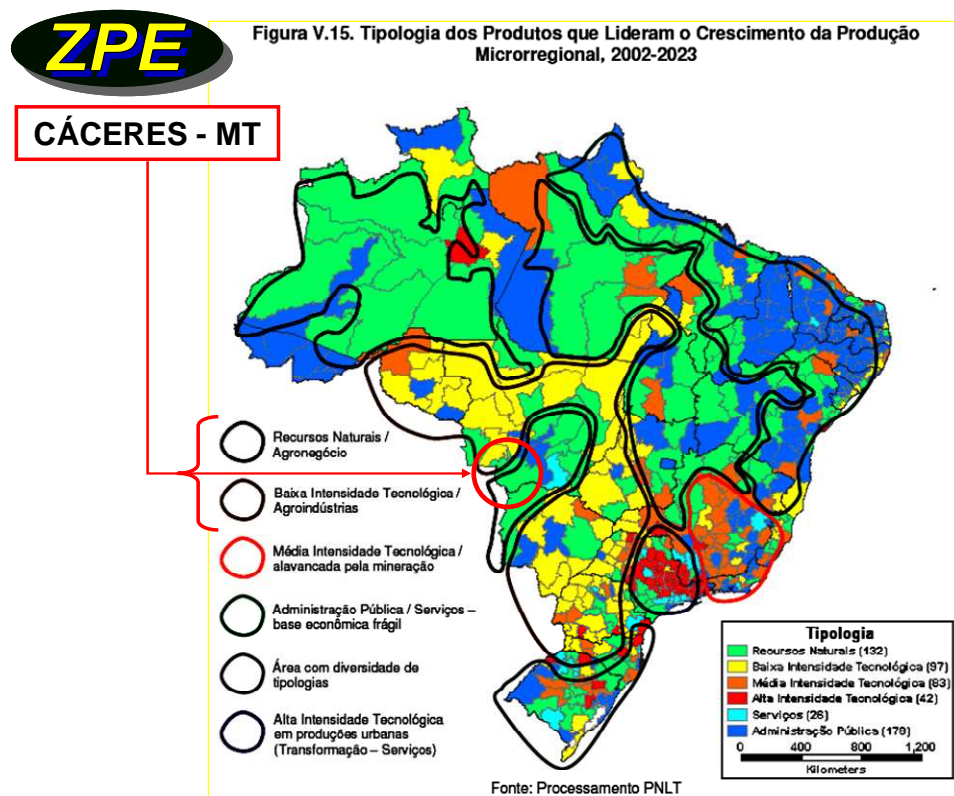 ZPE
Figura V.15. Tipologia dos Produtos que Lideram o Crescimento da Produção
Microrregional, 2002-2023
CÁCERES - MT
Recursos Naturais /
Agronegócio
Baixa Intensidade Tecnológica /
Agroindústrias
Média Intensidade Tecnológica /
alavancada pela mineração
Administração Pública / Serviços –
base econômica frágil
Área com diversidade de
tipologias
Alta Intensidade Tecnológica
em produções urbanas
(Transformação – Serviços)
Tipologia
Recursos Naturais (132)
Baixa Intensidade Tecnológica (97)
Média Intensidade Tecnológica (83)
Alta Intensidade Tecnológica (42)
Serviços (26)
Administração Pública (178)
0 400 800 1,200
Kilometers
Fonte: Processamento PNLT